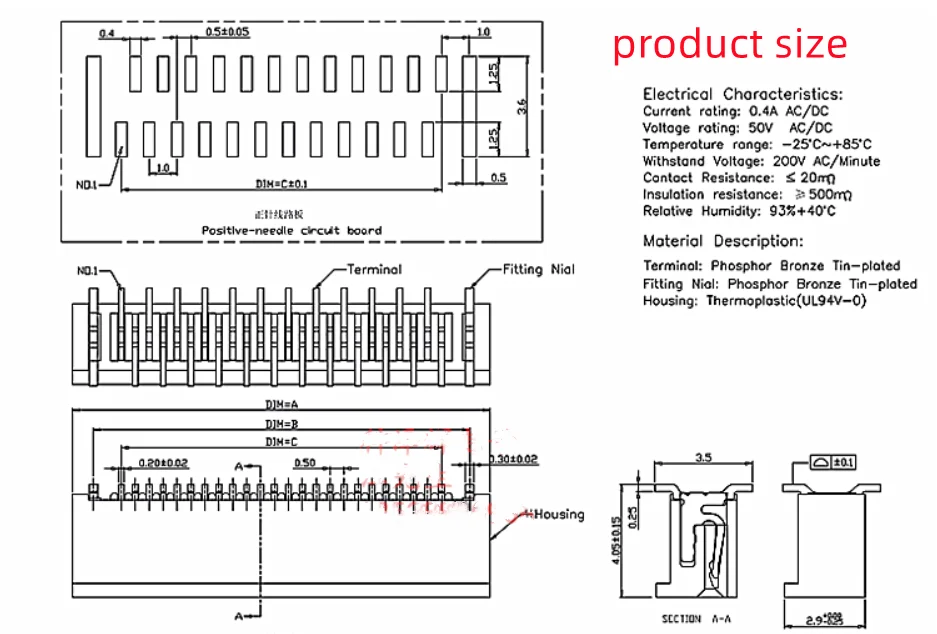 product size
0.4
0.5±0.05
1.0
1.25
3.6
1.25
NO.1
1.0
DIM=C±0.1
0.5
正针线路板
Positive-needle circuit board
Electrical Characteristics:
Current rating: 0.4A AC/DC
Voltage rating: 50V AC/DC
Temperature range: -25°C~+85°C
Withstand Voltage: 200V AC/Minute
Contact Resistance: ≤ 20mΩ
Insulation resistance: ≥ 500mΩ
Relative Humidity: 93%+40°C
Material Description:
Terminal: Phosphor Bronze Tin-plated
Fitting Nial: Phosphor Bronze Tin-plated
Housing: Thermoplastic(UL94V-0)
NO.1
Terminal
Fitting Nial
DIM=A
DIM=B
DIM=C
0.20±0.02
A
0.50
0.30±0.02
Housing
A
3.5
±0.1
0.25
4.05±0.15
SECTION A-A
2.9